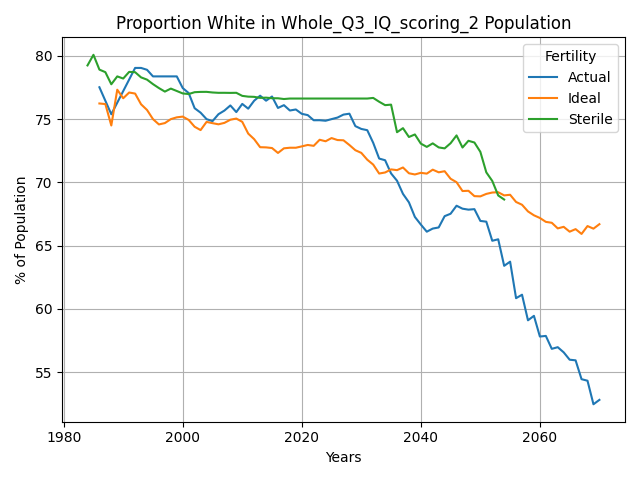 Proportion White in Whole_Q3_IQ_scoring_2 Population
% of Population
80
75
70
65
60
55
Fertility
Actual
Ideal
Sterile
1980
2000
2020
2040
2060
Years